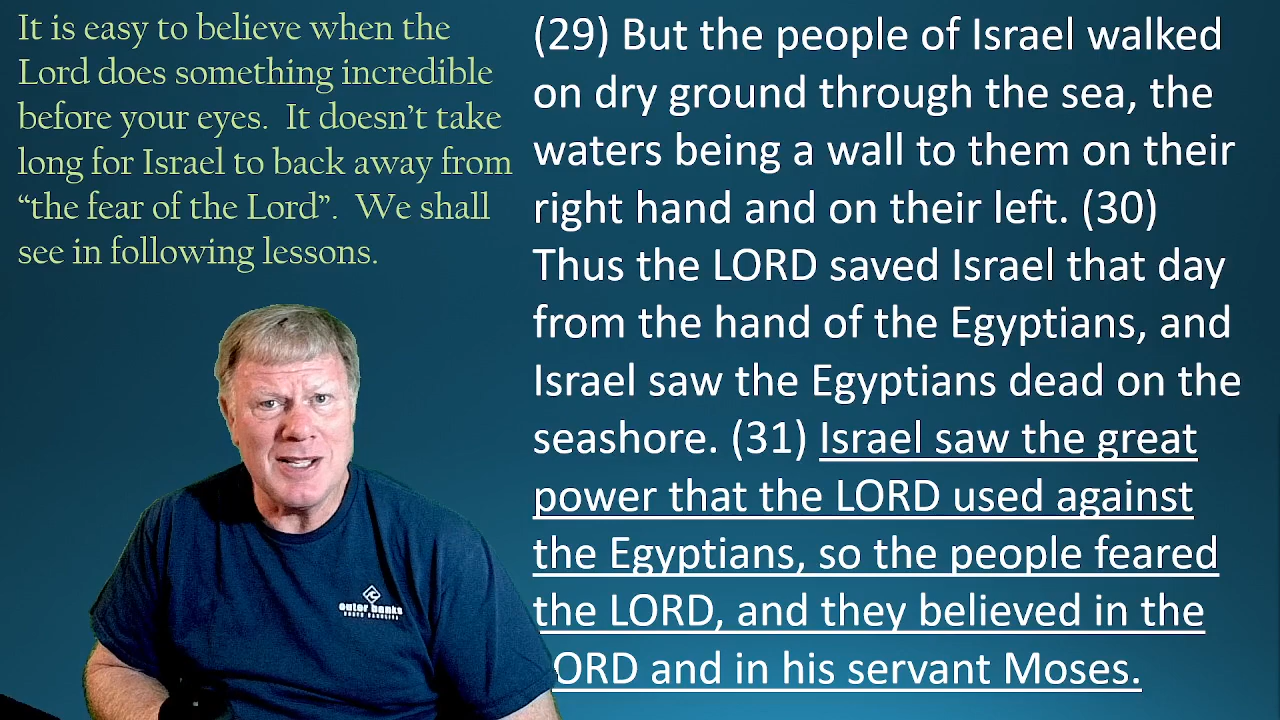 It is easy to believe when the
Lord does something incredible
before your eyes.  It doesn’t take
long for Israel to back away from
“the fear of the Lord”.  We shall
see in following lessons.
(29) But the people of Israel walked
on dry ground through the sea, the
waters being a wall to them on their
right hand and on their left. (30)
Thus the LORD saved Israel that day
from the hand of the Egyptians, and
Israel saw the Egyptians dead on the
seashore. (31) Israel saw the great
power that the LORD used against
the Egyptians, so the people feared
the LORD, and they believed in the
ORD and in his servant Moses.
outer banks
NORTH CAROLINA